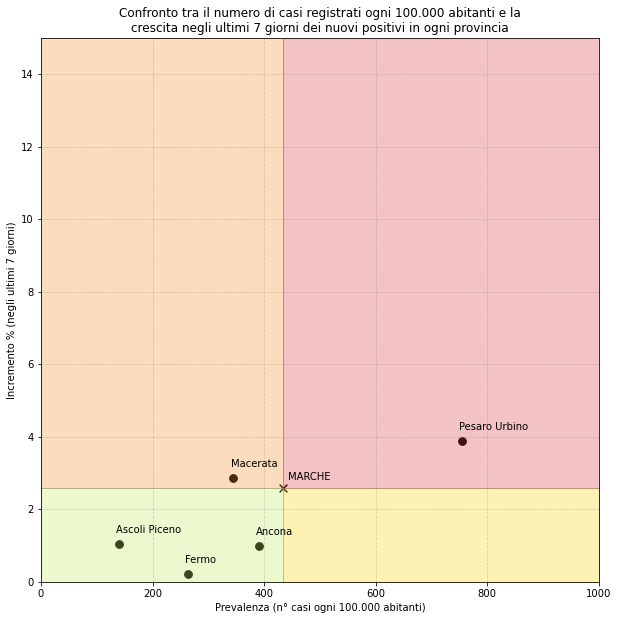 Confronto tra il numero di casi registrati ogni 100.000 abitanti e la
crescita negli ultimi 7 giorni dei nuovi positivi in ogni provincia
14
12
10
8
6
4
2
0
Incremento % (negli ultimi 7 giorni)
Pesaro Urbino
Macerata
MARCHE
Ascoli Piceno
Ancona
Fermo
0 200 400 600 800 1000
Prevalenza (n° casi ogni 100.000 abitanti)